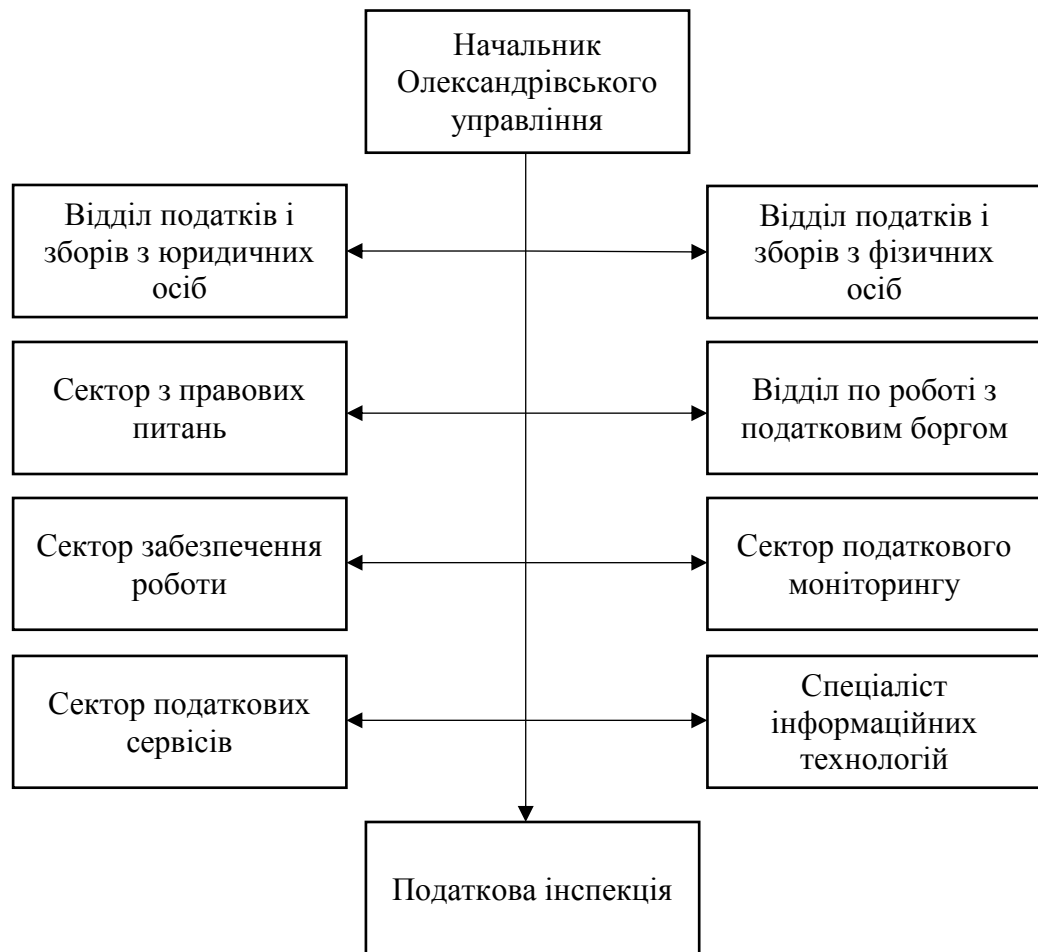 Начальник
Олександрівського
управління
Відділ податків і
зборів з юридичних
осіб
Відділ податків і
зборів з фізичних
осіб
Сектор з правових
питань
Відділ по роботі з
податковим боргом
Сектор забезпечення
роботи
Сектор податкового
моніторингу
Сектор податкових
сервісів
Спеціаліст
інформаційних
технологій
Податкова інспекція